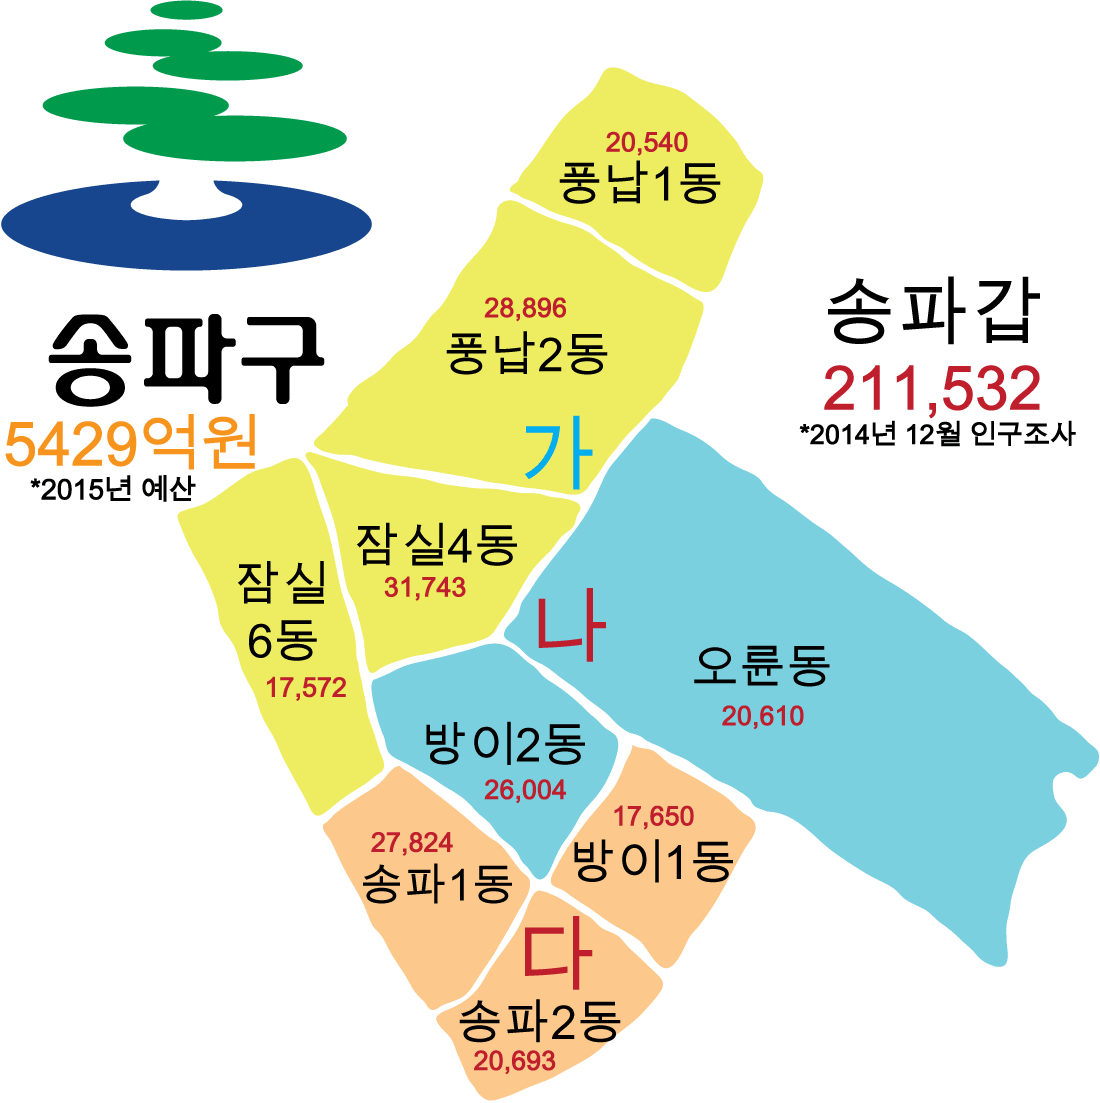 송파구
5429억원
*2015년 예산
송파갑
211,532
*2014년 12월 인구조사
20,540
풍납1동
28,896
풍납2동
가
잠실4동
31,743
잠실
6동
17,572
나
오륜동
20,610
방이2동
26,004
27,824
송파1동
17,650
방이1동
다
송파2동
20,693